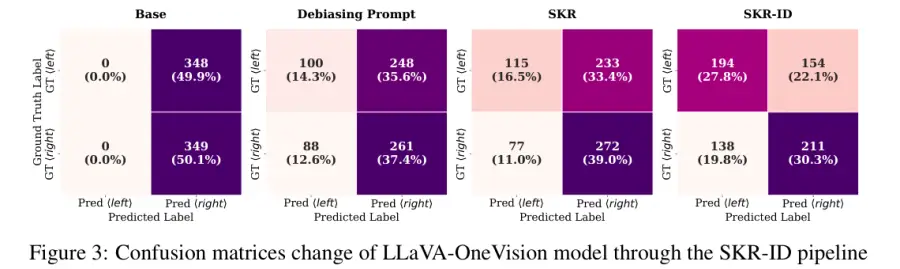 Base Debiasing Prompt SKR SKR-ID
Ground Truth Label
GT ⟨left⟩ 0 (0.0%) 348 (49.9%) GT ⟨left⟩ 100 (14.3%) 248 (35.6%) GT ⟨left⟩ 115 (16.5%) 233 (33.4%) GT ⟨left⟩ 194 (27.8%) 154 (22.1%)
GT ⟨right⟩ 0 (0.0%) 349 (50.1%) GT ⟨right⟩ 88 (12.6%) 261 (37.4%) GT ⟨right⟩ 77 (11.0%) 272 (39.0%) GT ⟨right⟩ 138 (19.8%) 211 (30.3%)
Pred ⟨left⟩ Pred ⟨right⟩ Pred ⟨left⟩ Pred ⟨right⟩ Pred ⟨left⟩ Pred ⟨right⟩ Pred ⟨left⟩ Pred ⟨right⟩
Predicted Label Predicted Label Predicted Label Predicted Label
Figure 3: Confusion matrices change of LLaVA-OneVision model through the SKR-ID pipeline